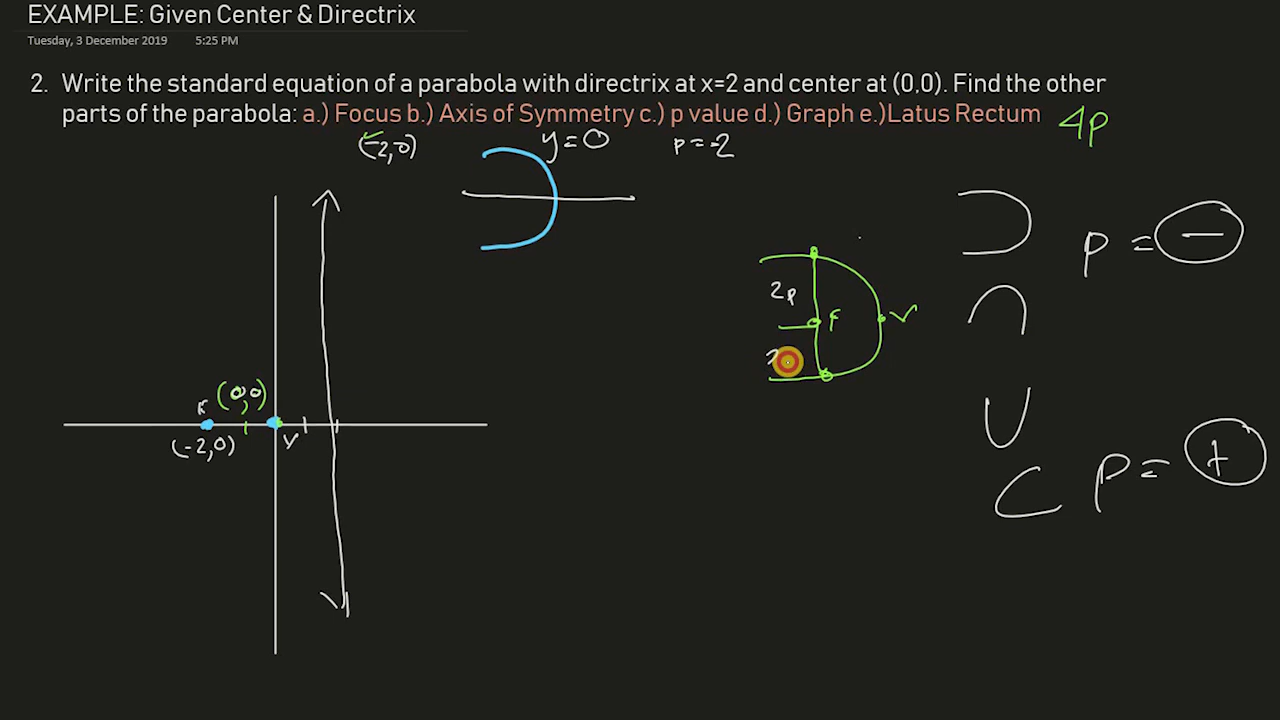 EXAMPLE: Given Center & Directrix
Tuesday, 3 December 2019 5:25 PM
2. Write the standard equation of a parabola with directrix at x=2 and center at (0,0). Find the other
parts of the parabola: a.) Focus b.) Axis of Symmetry c.) p value d.) Graph e.)Latus Rectum 4p
(-2,0) y=0 p=-2
p = -
2p
F V
(0,0)
F
(-2,0) V
p = +